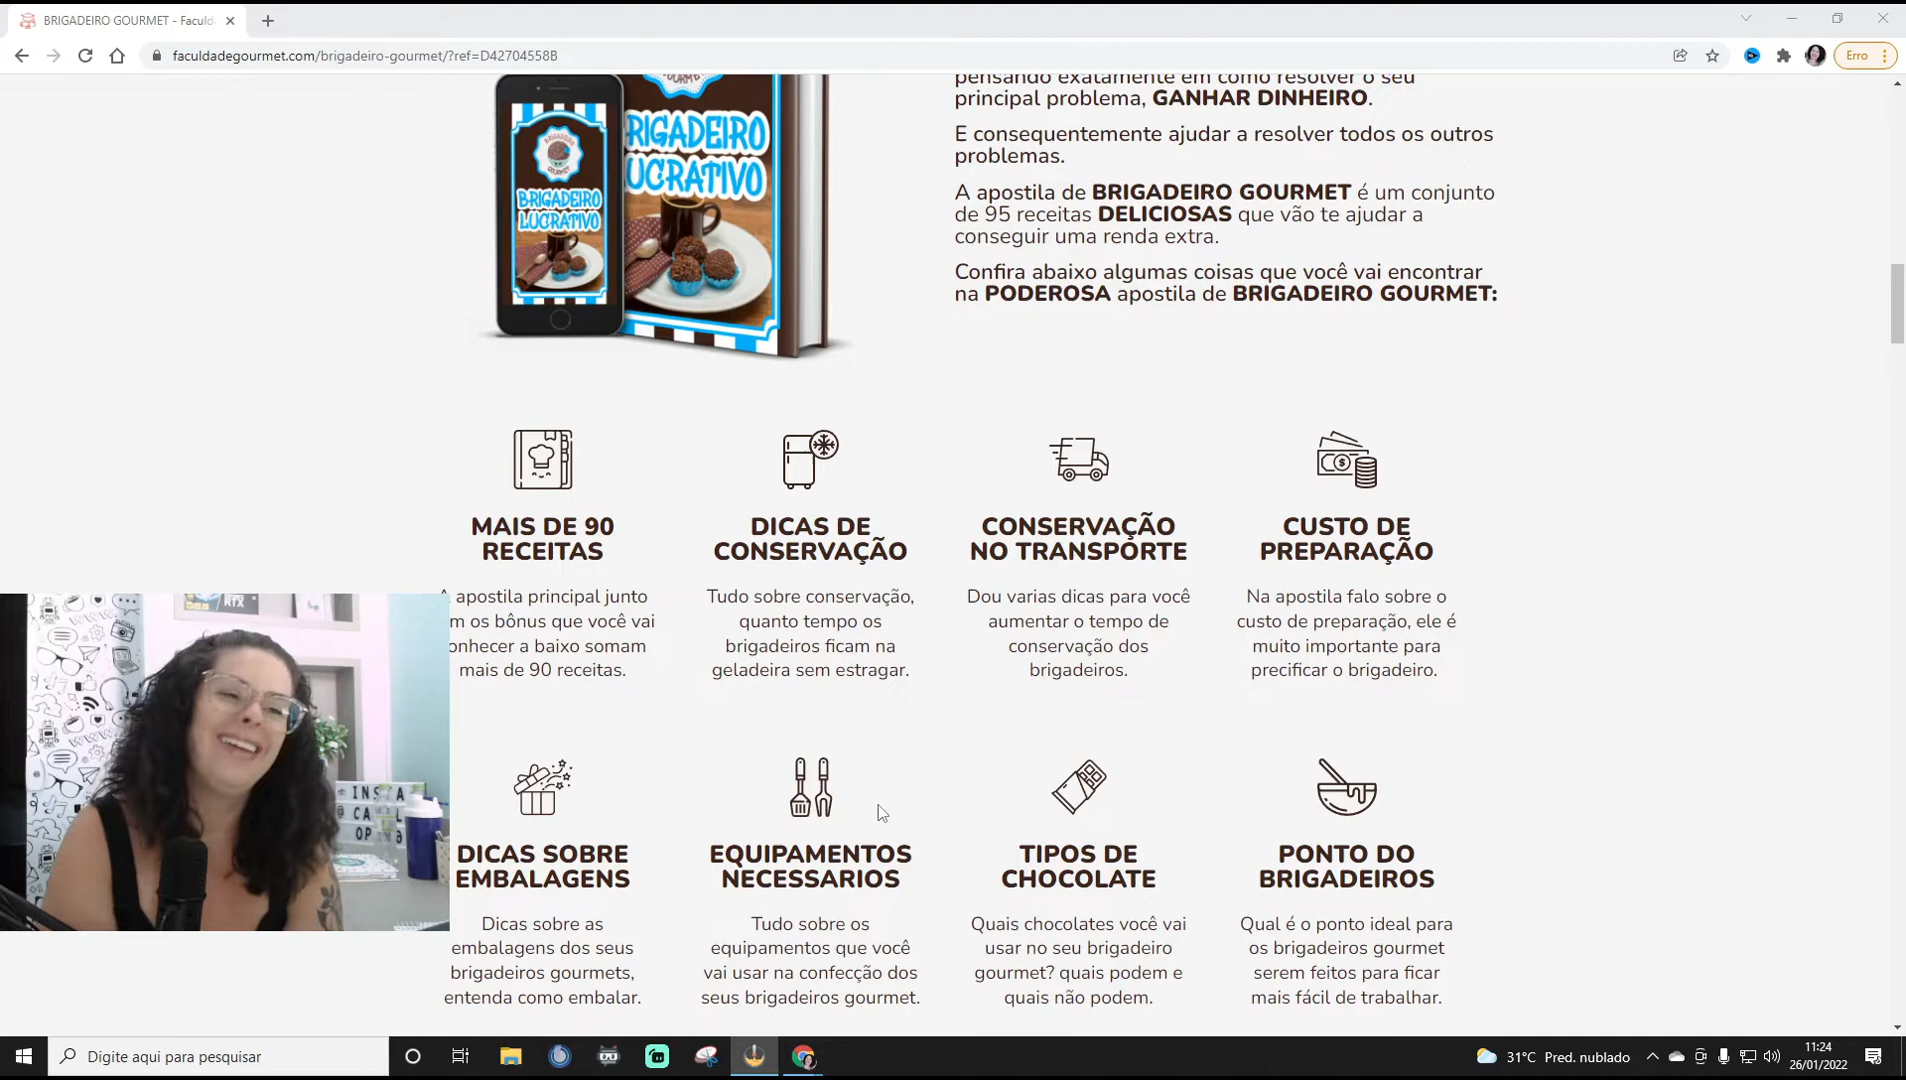 BRIGADEIRO GOURMET - Faculd
faculdadegourmet.com/brigadeiro-gourmet/?ref=D42704558B
Erro
pensando exatamente em como resolver o seu
principal problema, GANHAR DINHEIRO.
E consequentemente ajudar a resolver todos os outros
problemas.
A apostila de BRIGADEIRO GOURMET é um conjunto
de 95 receitas DELICIOSAS que vão te ajudar a
conseguir uma renda extra.
Confira abaixo algumas coisas que você vai encontrar
na PODEROSA apostila de BRIGADEIRO GOURMET:
BRIGADEIRO
LUCRATIVO
RIGADEIRO
UCRATIVO
MAIS DE 90
RECEITAS
apostila principal junto
m os bônus que você vai
onhecer a baixo somam
mais de 90 receitas.
DICAS DE
CONSERVAÇÃO
Tudo sobre conservação,
quanto tempo os
brigadeiros ficam na
geladeira sem estragar.
CONSERVAÇÃO
NO TRANSPORTE
Dou varias dicas para você
aumentar o tempo de
conservação dos
brigadeiros.
CUSTO DE
PREPARAÇÃO
Na apostila falo sobre o
custo de preparação, ele é
muito importante para
precificar o brigadeiro.
RTX
INSTA
CAL
OP
DICAS SOBRE
EMBALAGENS
Dicas sobre as
embalagens dos seus
brigadeiros gourmets,
entenda como embalar.
EQUIPAMENTOS
NECESSARIOS
Tudo sobre os
equipamentos que você
vai usar na confecção dos
seus brigadeiros gourmet.
TIPOS DE
CHOCOLATE
Quais chocolates você vai
usar no seu brigadeiro
gourmet? quais podem e
quais não podem.
PONTO DO
BRIGADEIROS
Qual é o ponto ideal para
os brigadeiros gourmet
serem feitos para ficar
mais fácil de trabalhar.
Digite aqui para pesquisar
31°C Pred. nublado
11:24
26/01/2022